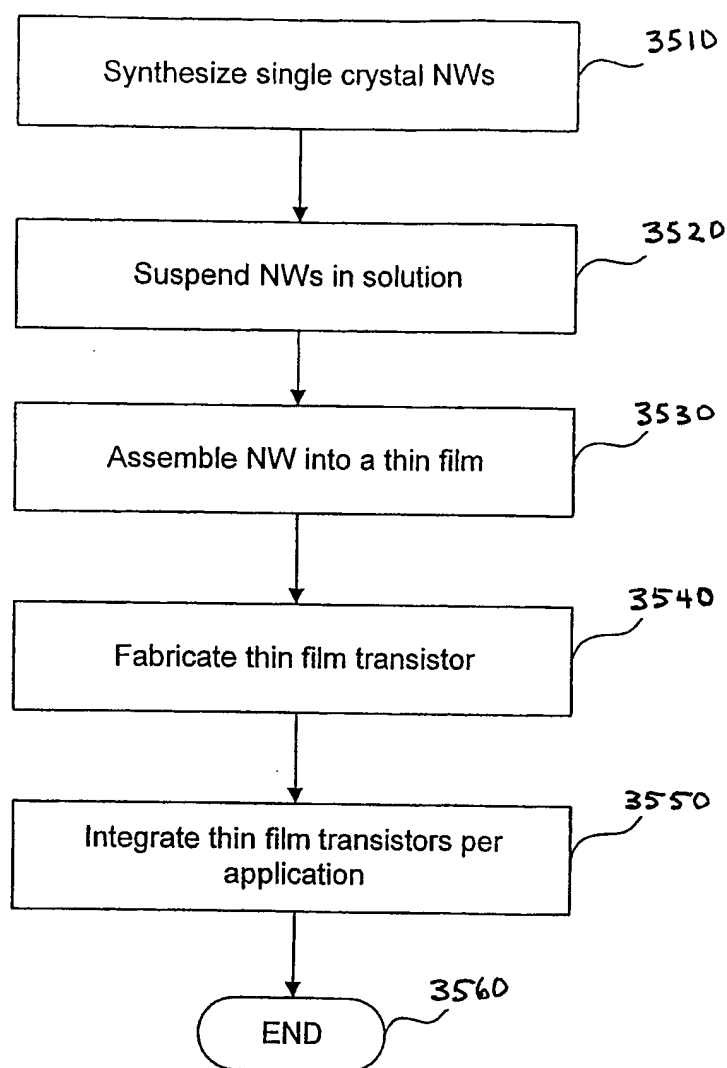 Synthesize single crystal NWs
3510
Suspend NWs in solution
3520
Assemble NW into a thin film
3530
Fabricate thin film transistor
3540
Integrate thin film transistors per
application
3550
END
3560